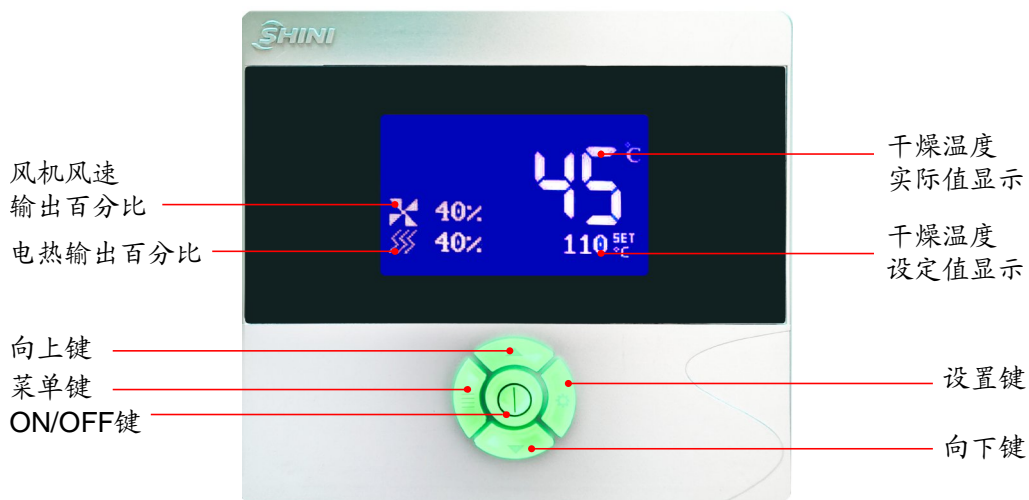 SHINI
风机风速
输出百分比
电热输出百分比
45
℃
40%
40%
110 SET ℃
干燥温度
实际值显示
干燥温度
设定值显示
向上键
菜单键
ON/OFF键
设置键
向下键